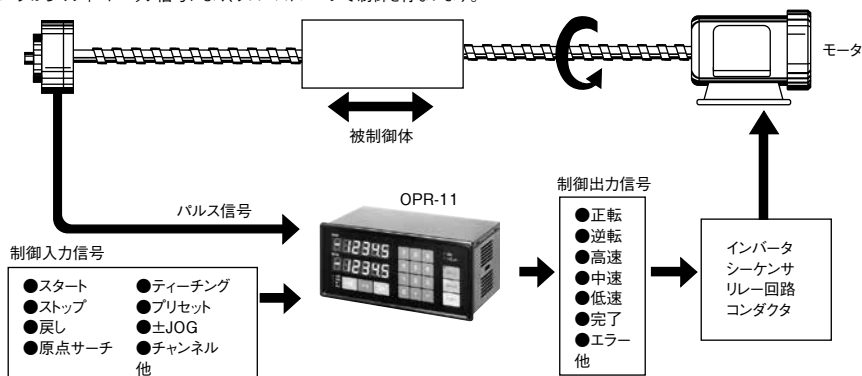 モータ
被制御体
パルス信号
OPR-11
制御入力信号
●スタート
●ストップ
●戻し
●原点サーチ
●ティーチング
●プリセット
●±JOG
●チャンネル
他
制御出力信号
●正転
●逆転
●高速
●中速
●低速
●完了
●エラー
他
インバータ
シーケンサ
リレー回路
コンダクタ
12345
12345